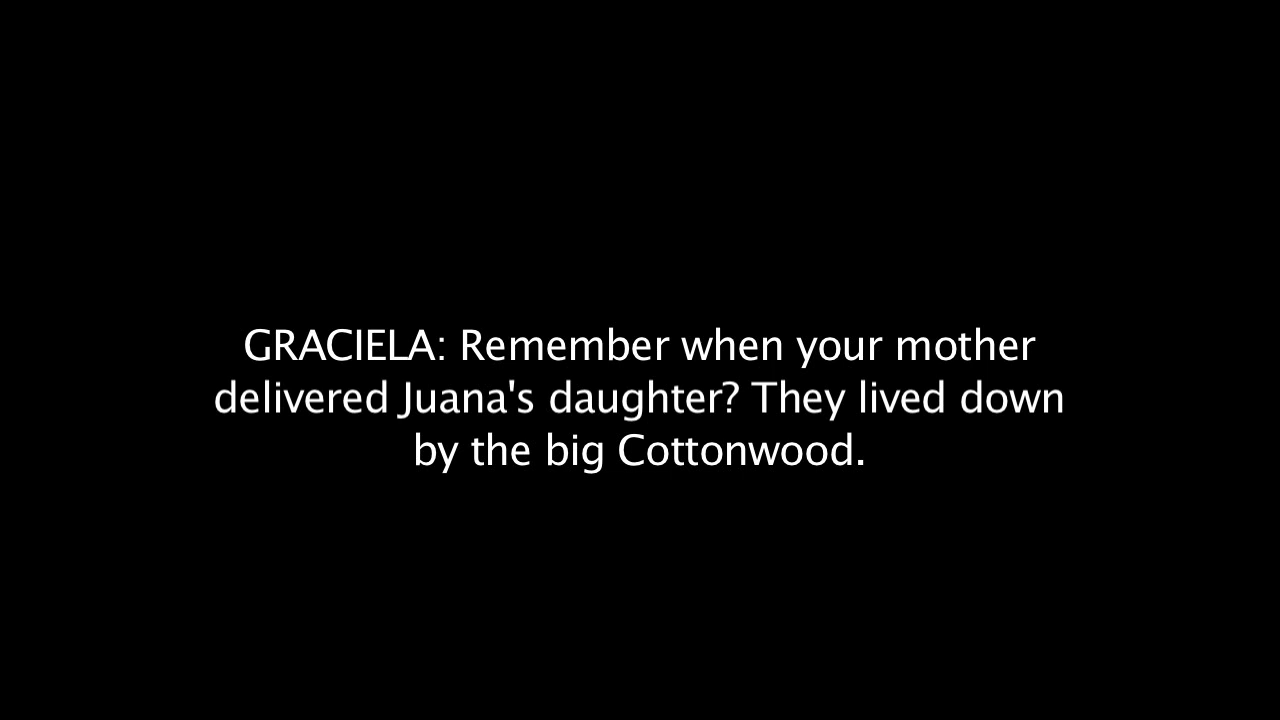 GRACIELA: Remember when your mother
delivered Juana's daughter? They lived down
by the big Cottonwood.